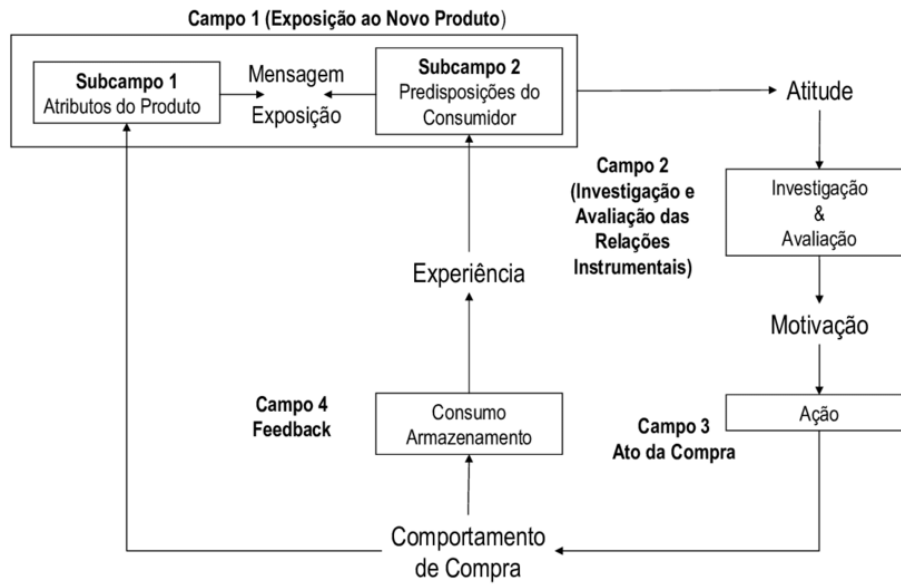 Campo 1 (Exposição ao Novo Produto)
Subcampo 1
Atributos do Produto
Mensagem
Exposição
Subcampo 2
Predisposições do
Consumidor
Atitude
Campo 2
(Investigação e
Avaliação das
Relações
Instrumentais)
Investigação
&
Avaliação
Experiência
Motivação
Campo 4
Feedback
Consumo
Armazenamento
Campo 3
Ato da Compra
Ação
Comportamento
de Compra